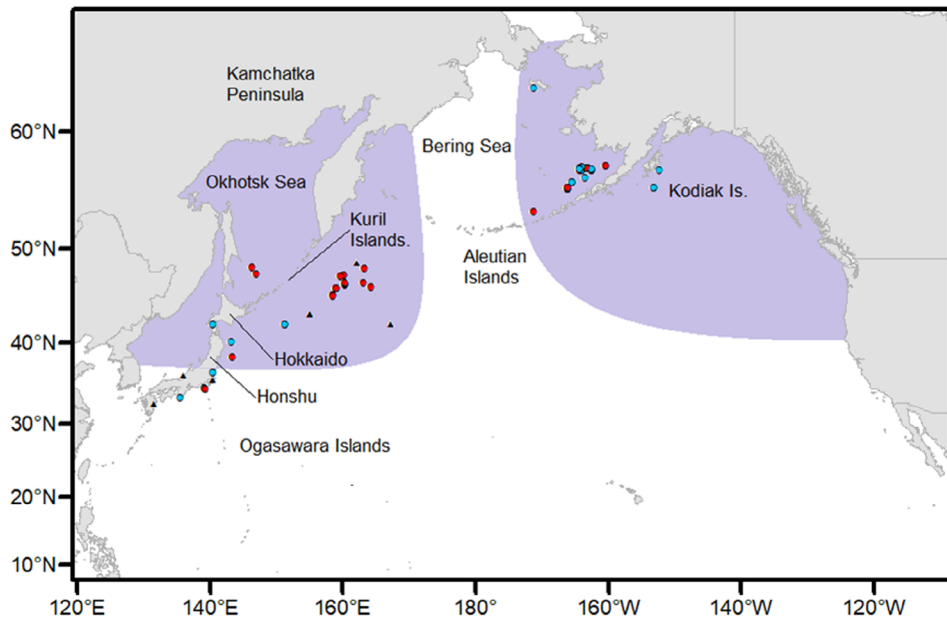 Kamchatka
Peninsula
60°N
Bering Sea
Okhotsk Sea
Kodiak Is.
Kuril
Islands.
50°N
Aleutian
Islands
40°N
Hokkaido
Honshu
30°N
Ogasawara Islands
20°N
10°N
120°E
140°E
160°E
180°
160°W
140°W
120°W